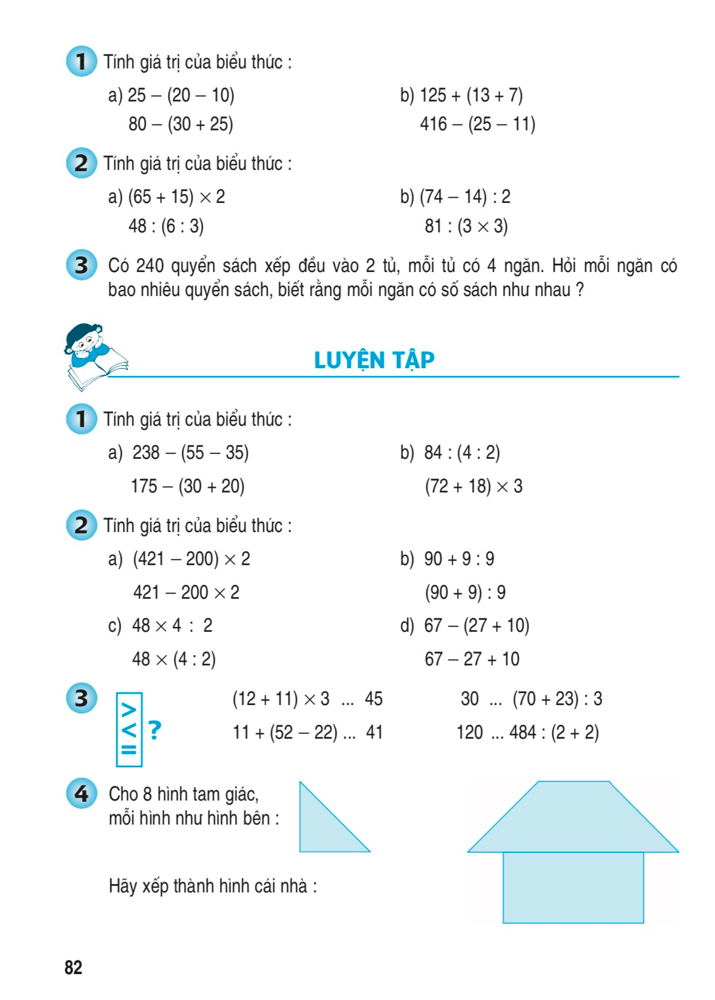 1 Tính giá trị của biểu thức :
a) 25 – (20 – 10) b) 125 + (13 + 7)
80 – (30 + 25) 416 – (25 – 11)
2 Tính giá trị của biểu thức :
a) (65 + 15) × 2 b) (74 – 14) : 2
48 : (6 : 3) 81 : (3 × 3)
3 Có 240 quyển sách xếp đều vào 2 tủ, mỗi tủ có 4 ngăn. Hỏi mỗi ngăn có
bao nhiêu quyển sách, biết rằng mỗi ngăn có số sách như nhau ?
LUYỆN TẬP
1 Tính giá trị của biểu thức :
a) 238 – (55 – 35) b) 84 : (4 : 2)
175 – (30 + 20) (72 + 18) × 3
2 Tính giá trị của biểu thức :
a) (421 – 200) × 2 b) 90 + 9 : 9
421 – 200 × 2 (90 + 9) : 9
c) 48 × 4 : 2 d) 67 – (27 + 10)
48 × (4 : 2) 67 – 27 + 10
3 > (12 + 11) × 3 ... 45 30 ... (70 + 23) : 3
< ? 11 + (52 – 22) ... 41 120 ... 484 : (2 + 2)
=
4 Cho 8 hình tam giác,
mỗi hình như hình bên :
Hãy xếp thành hình cái nhà :
82